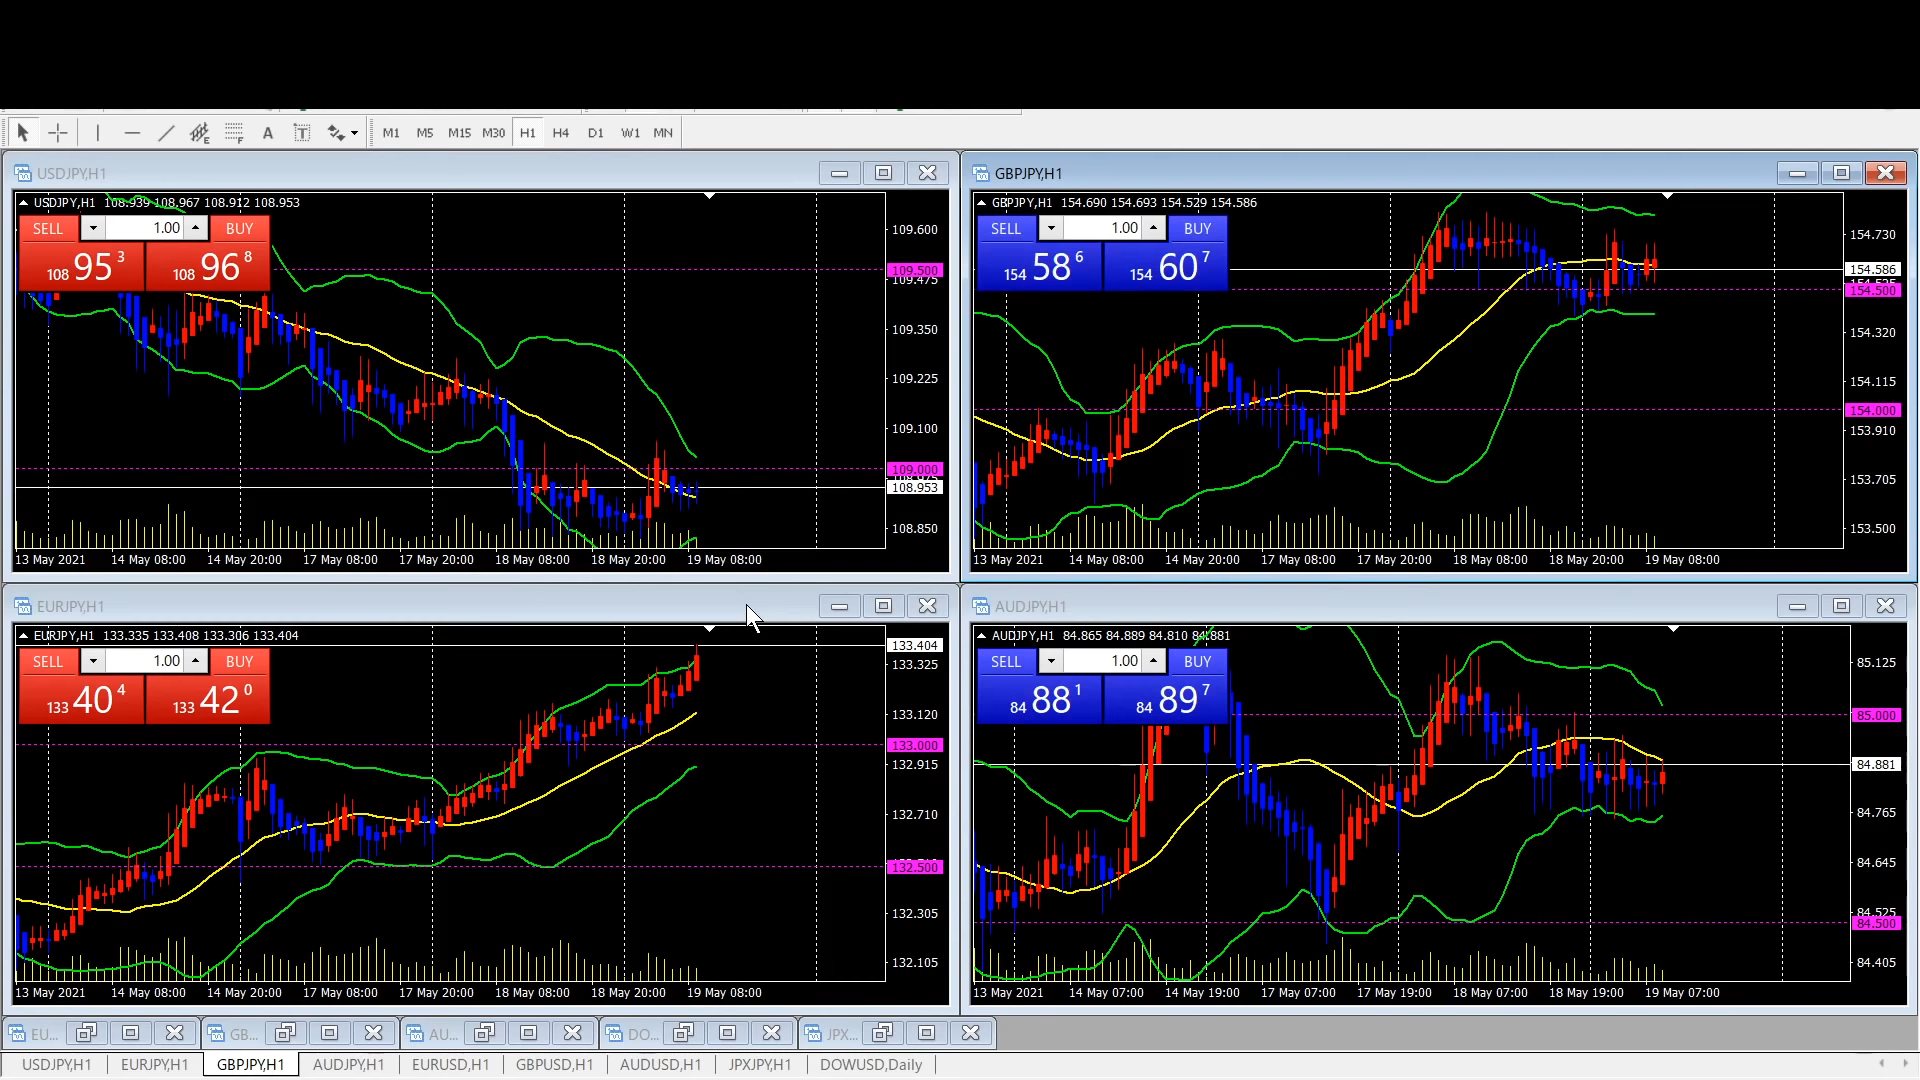 A T M1 M5 M15 M30 H1 H4 D1 W1 MN
USDJPY,H1
USDJPY,H1 108.939 108.967 108.912 108.953
SELL 1.00 BUY
108 95 3 108 96 8
109.600
109.500
109.475
109.350
109.225
109.100
109.000
108.953
108.850
13 May 2021 14 May 08:00 14 May 20:00 17 May 08:00 17 May 20:00 18 May 08:00 18 May 20:00 19 May 08:00
GBPJPY,H1
GBPJPY,H1 154.690 154.693 154.529 154.586
SELL 1.00 BUY
154 58 6 154 60 7
154.730
154.586
154.500
154.320
154.115
154.000
153.910
153.705
153.500
13 May 2021 14 May 08:00 14 May 20:00 17 May 08:00 17 May 20:00 18 May 08:00 18 May 20:00 19 May 08:00
EURJPY,H1
EURJPY,H1 133.335 133.408 133.306 133.404
SELL 1.00 BUY
133 40 4 133 42 0
133.404
133.325
133.120
133.000
132.915
132.710
132.500
132.305
132.105
13 May 2021 14 May 08:00 14 May 20:00 17 May 08:00 17 May 20:00 18 May 08:00 18 May 20:00 19 May 08:00
AUDJPY,H1
AUDJPY,H1 84.865 84.889 84.810 84.881
SELL 1.00 BUY
84 88 1 84 89 7
85.125
85.000
84.881
84.765
84.645
84.525
84.500
84.405
13 May 2021 14 May 07:00 14 May 19:00 17 May 07:00 17 May 19:00 18 May 07:00 18 May 19:00 19 May 07:00
EU... GB... AU... DO... JPX...
USDJPY,H1 EURJPY,H1 GBPJPY,H1 AUDJPY,H1 EURUSD,H1 GBPUSD,H1 AUDUSD,H1 JPXJPY,H1 DOWUSD,Daily